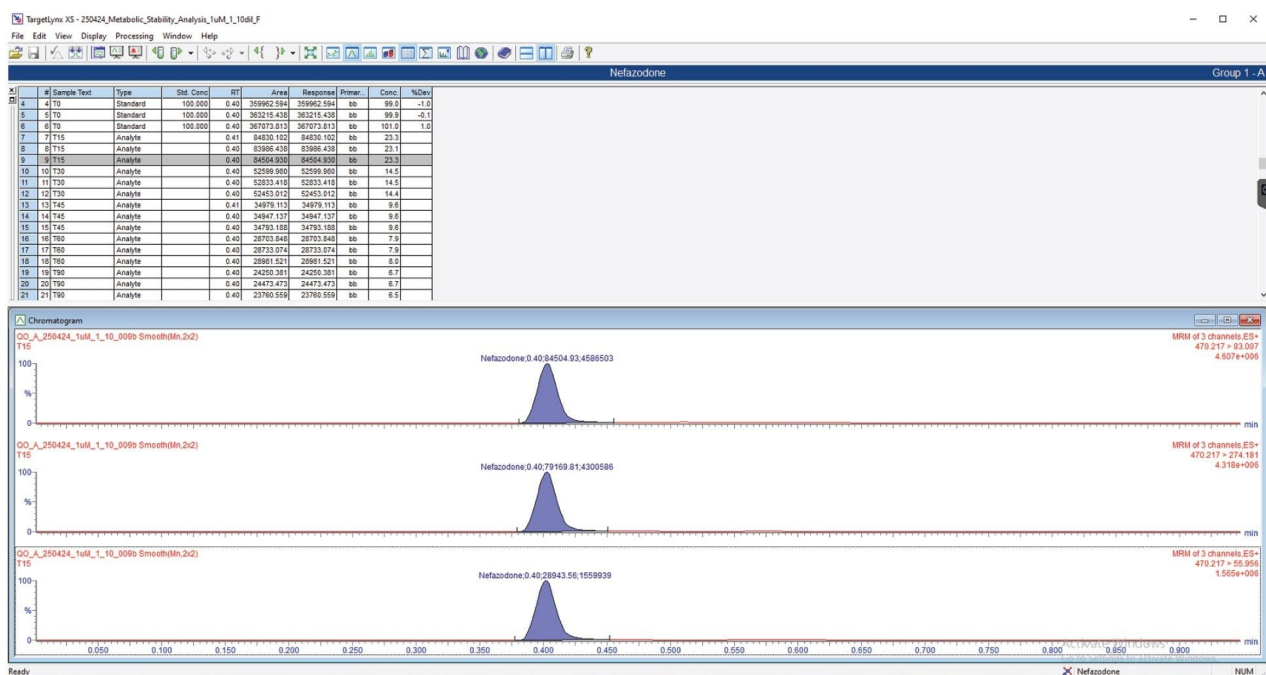 TargetLynx XS - 250424_Metabolic_Stability_Analysis_1uM_1_10dil_F
File Edit View Display Processing Window Help
Nefazodone Group 1 - A
# Sample Text Type Std. Conc RT Area Response Primar... Conc. %Dev
4 4 T0 Standard 100.000 0.40 359962.594 359962.594 bb 99.0 -1.0
5 5 T0 Standard 100.000 0.40 363215.438 363215.438 bb 99.9 -0.1
6 6 T0 Standard 100.000 0.40 367073.813 367073.813 bb 101.0 1.0
7 7 T15 Analyte 0.41 84830.102 84830.102 bb 23.3
8 8 T15 Analyte 0.40 83986.438 83986.438 bb 23.1
9 9 T15 Analyte 0.40 84504.930 84504.930 bb 23.3
10 10 T30 Analyte 0.40 52599.980 52599.980 bb 14.5
11 11 T30 Analyte 0.40 52833.418 52833.418 bb 14.5
12 12 T30 Analyte 0.40 52453.012 52453.012 bb 14.4
13 13 T45 Analyte 0.41 34979.113 34979.113 bb 9.6
14 14 T45 Analyte 0.40 34947.137 34947.137 bb 9.6
15 15 T45 Analyte 0.40 34793.188 34793.188 bb 9.6
16 16 T60 Analyte 0.40 28703.848 28703.848 bb 7.9
17 17 T60 Analyte 0.40 28733.074 28733.074 bb 7.9
18 18 T60 Analyte 0.40 28981.521 28981.521 bb 8.0
19 19 T90 Analyte 0.40 24250.381 24250.381 bb 6.7
20 20 T90 Analyte 0.40 24473.473 24473.473 bb 6.7
21 21 T90 Analyte 0.40 23760.559 23760.559 bb 6.5
Chromatogram
QO_A_250424_1uM_1_10_009b Smooth(Mn,2x2) MRM of 3 channels,ES+
T15 470.217 > 83.007
4.607e+006
Nefazodone;0.40;84504.93;4586503
100
%
0
min
QO_A_250424_1uM_1_10_009b Smooth(Mn,2x2) MRM of 3 channels,ES+
T15 470.217 > 274.181
4.318e+006
Nefazodone;0.40;79169.81;4300586
100
%
0
min
QO_A_250424_1uM_1_10_009b Smooth(Mn,2x2) MRM of 3 channels,ES+
T15 470.217 > 55.956
1.565e+006
Nefazodone;0.40;28943.56;1559939
100
%
0
min
0.050 0.100 0.150 0.200 0.250 0.300 0.350 0.400 0.450 0.500 0.550 0.600 0.650 0.700 0.750 0.800 0.850 0.900
Activate Windows
Go to Settings to activate Windows.
Ready Nefazodone NUM